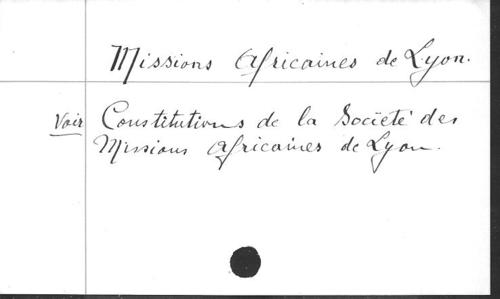 Missions Africaines de Lyon.
Voir Constitutions de la Société des
Missions Africaines de Lyon.